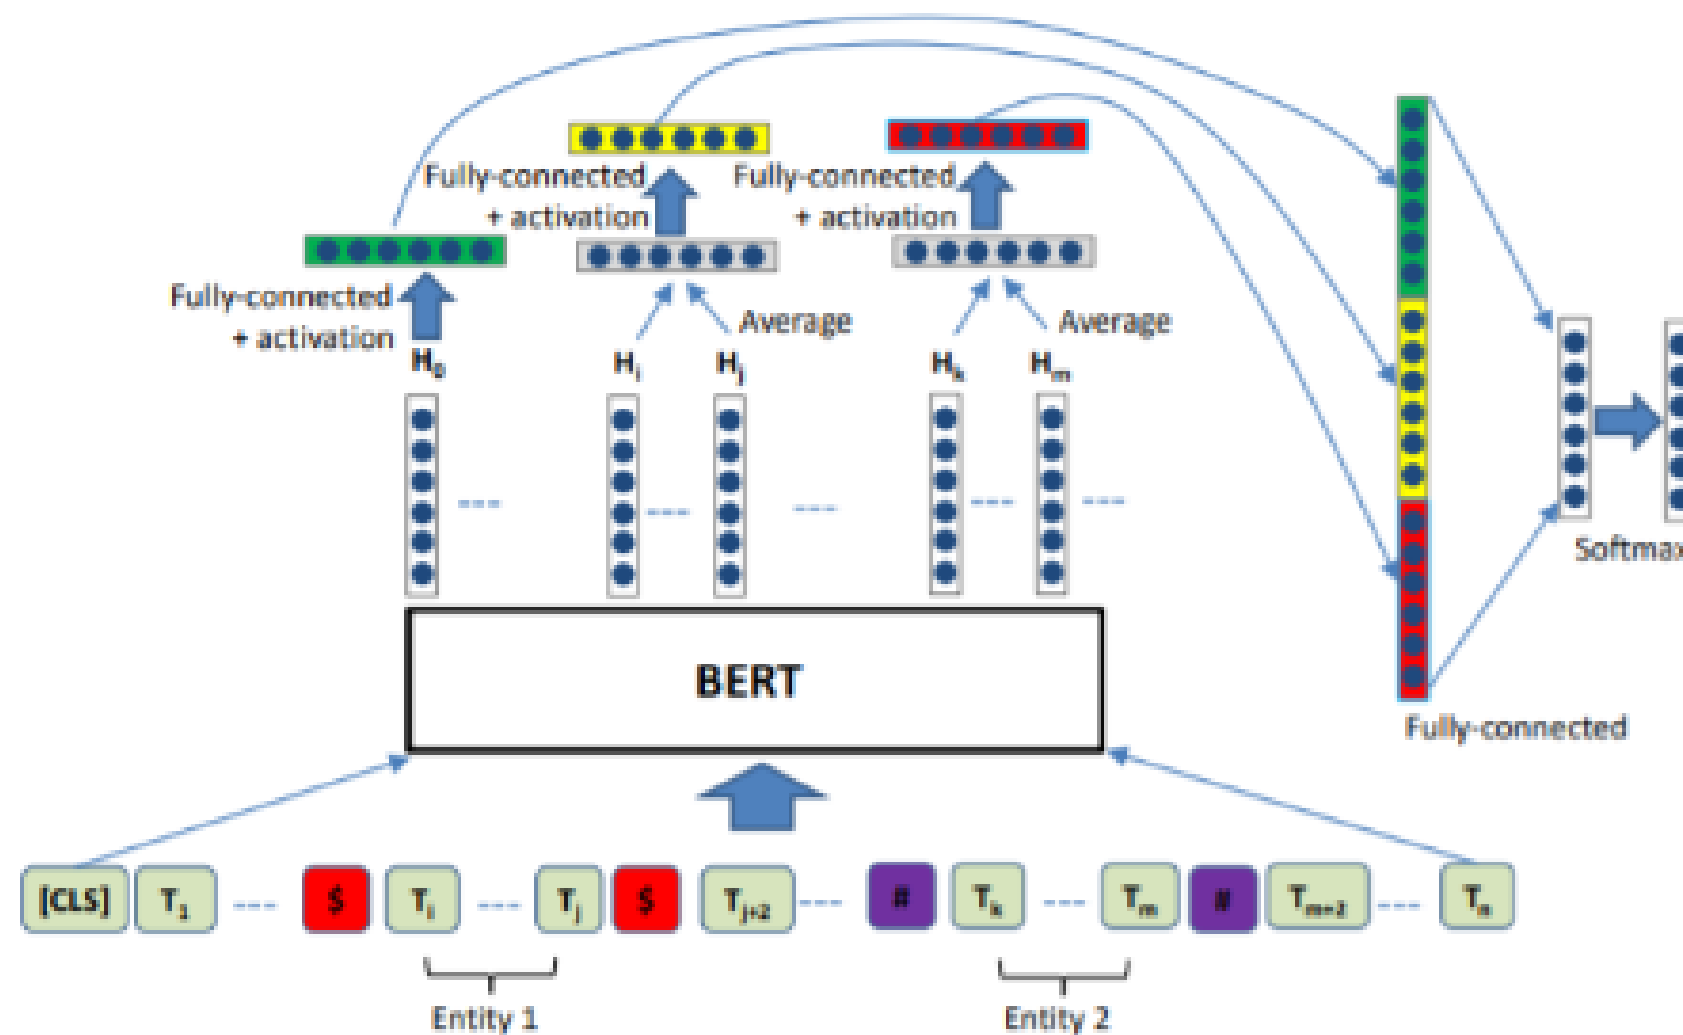 Fully-connected
+ activation
Fully-connected
+ activation
Fully-connected
+ activation
Average
Average
H₀
Hᵢ
Hⱼ
Hₖ
Hₘ
BERT
Softmax
Fully-connected
[CLS] T₁ ---- $ Tᵢ ---- Tⱼ $ Tⱼ₊₂ ---- # Tₖ ---- Tₘ # Tₘ₊₂ ---- Tₙ
Entity 1
Entity 2